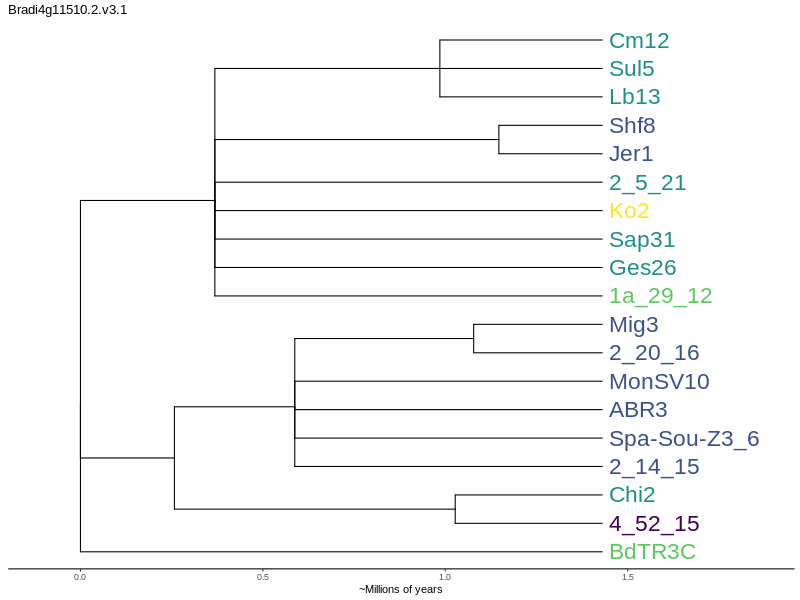 Bradi4g11510.2.v3.1
Cm12
Sul5
Lb13
Shf8
Jer1
2_5_21
Ko2
Sap31
Ges26
1a_29_12
Mig3
2_20_16
MonSV10
ABR3
Spa-Sou-Z3_6
2_14_15
Chi2
4_52_15
BdTR3C
0.0 0.5 1.0 1.5
~Millions of years